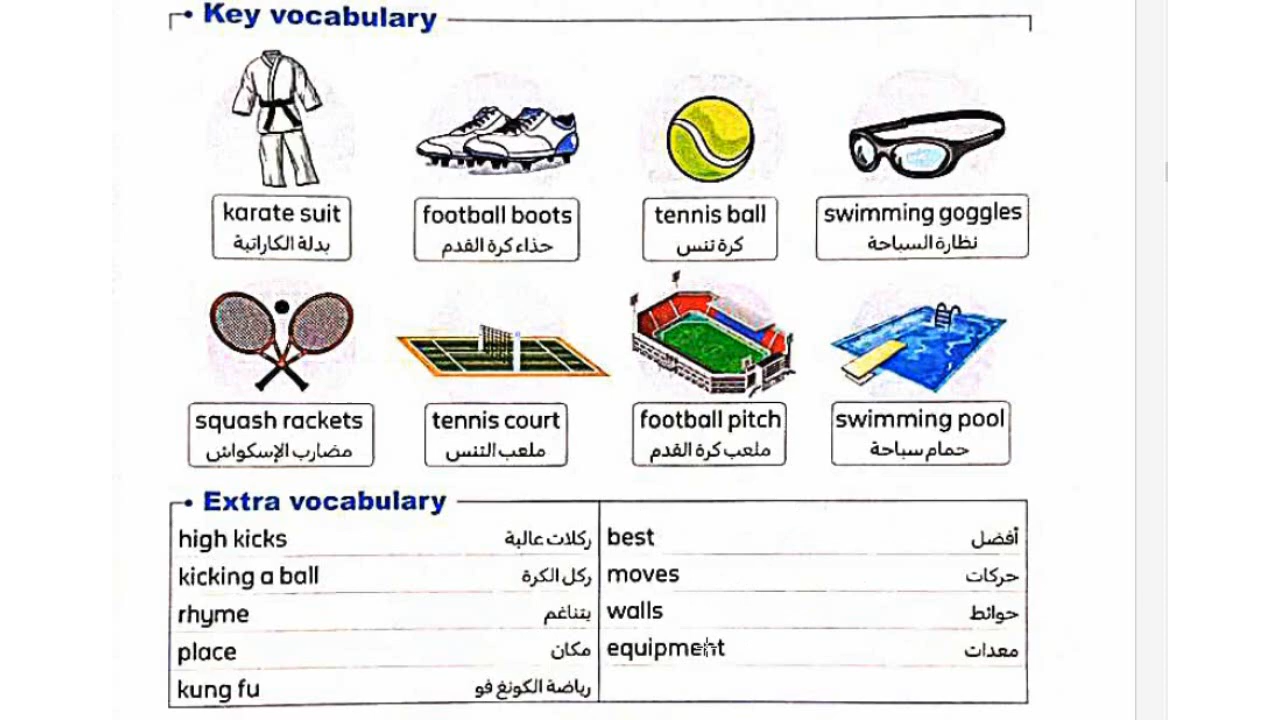 Key vocabulary
karate suit
بدلة الكاراتية
football boots
حذاء كرة القدم
tennis ball
كرة تنس
swimming goggles
نظارة السباحة
squash rackets
مضارب الإسكواش
tennis court
ملعب التنس
football pitch
ملعب كرة القدم
swimming pool
حمام سباحة
Extra vocabulary
high kicks ركلات عالية
kicking a ball ركل الكرة
rhyme يتناغم
place مكان
kung fu رياضة الكونغ فو
best أفضل
moves حركات
walls حوائط
equipment معدات